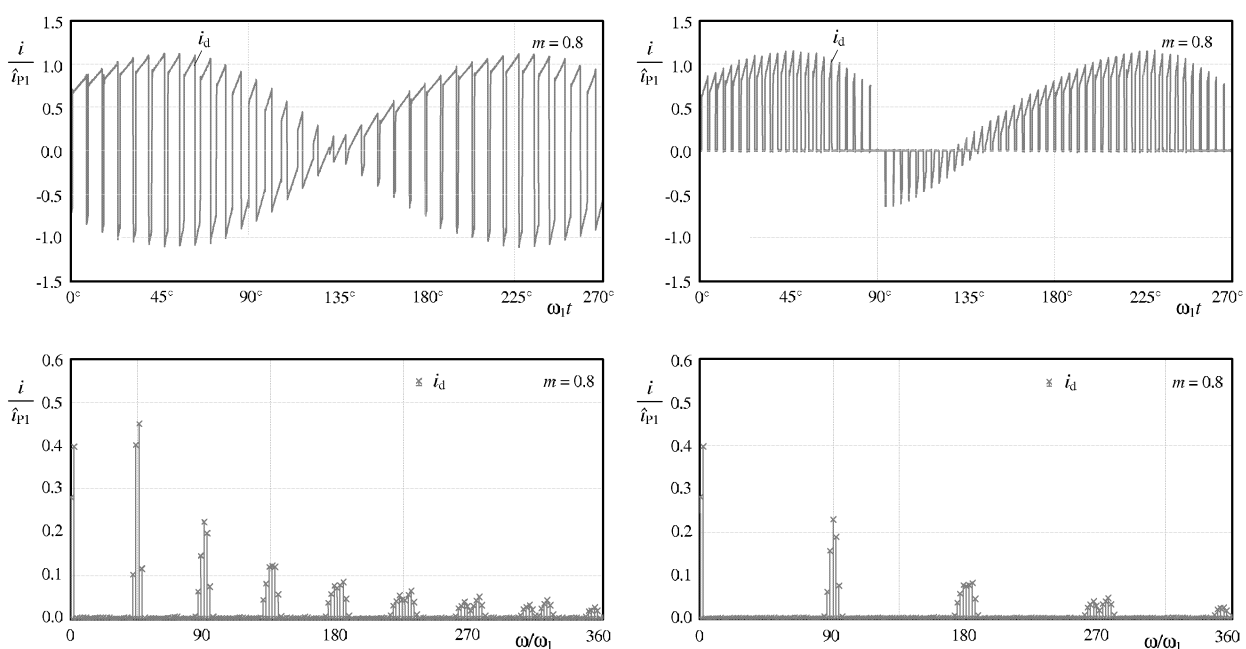 1.5
i
î_P1
1.0
0.5
0.0
-0.5
-1.0
-1.5
i_d
m = 0.8
0° 45° 90° 135° 180° 225° 270°
ω₁t
1.5
i
î_P1
1.0
0.5
0.0
-0.5
-1.0
-1.5
i_d
m = 0.8
0° 45° 90° 135° 180° 225° 270°
ω₁t
0.6
i
î_P1
0.5
0.4
0.3
0.2
0.1
0.0
i_d
m = 0.8
0 90 180 270 360
ω/ω₁
0.6
i
î_P1
0.5
0.4
0.3
0.2
0.1
0.0
i_d
m = 0.8
0 90 180 270 360
ω/ω₁